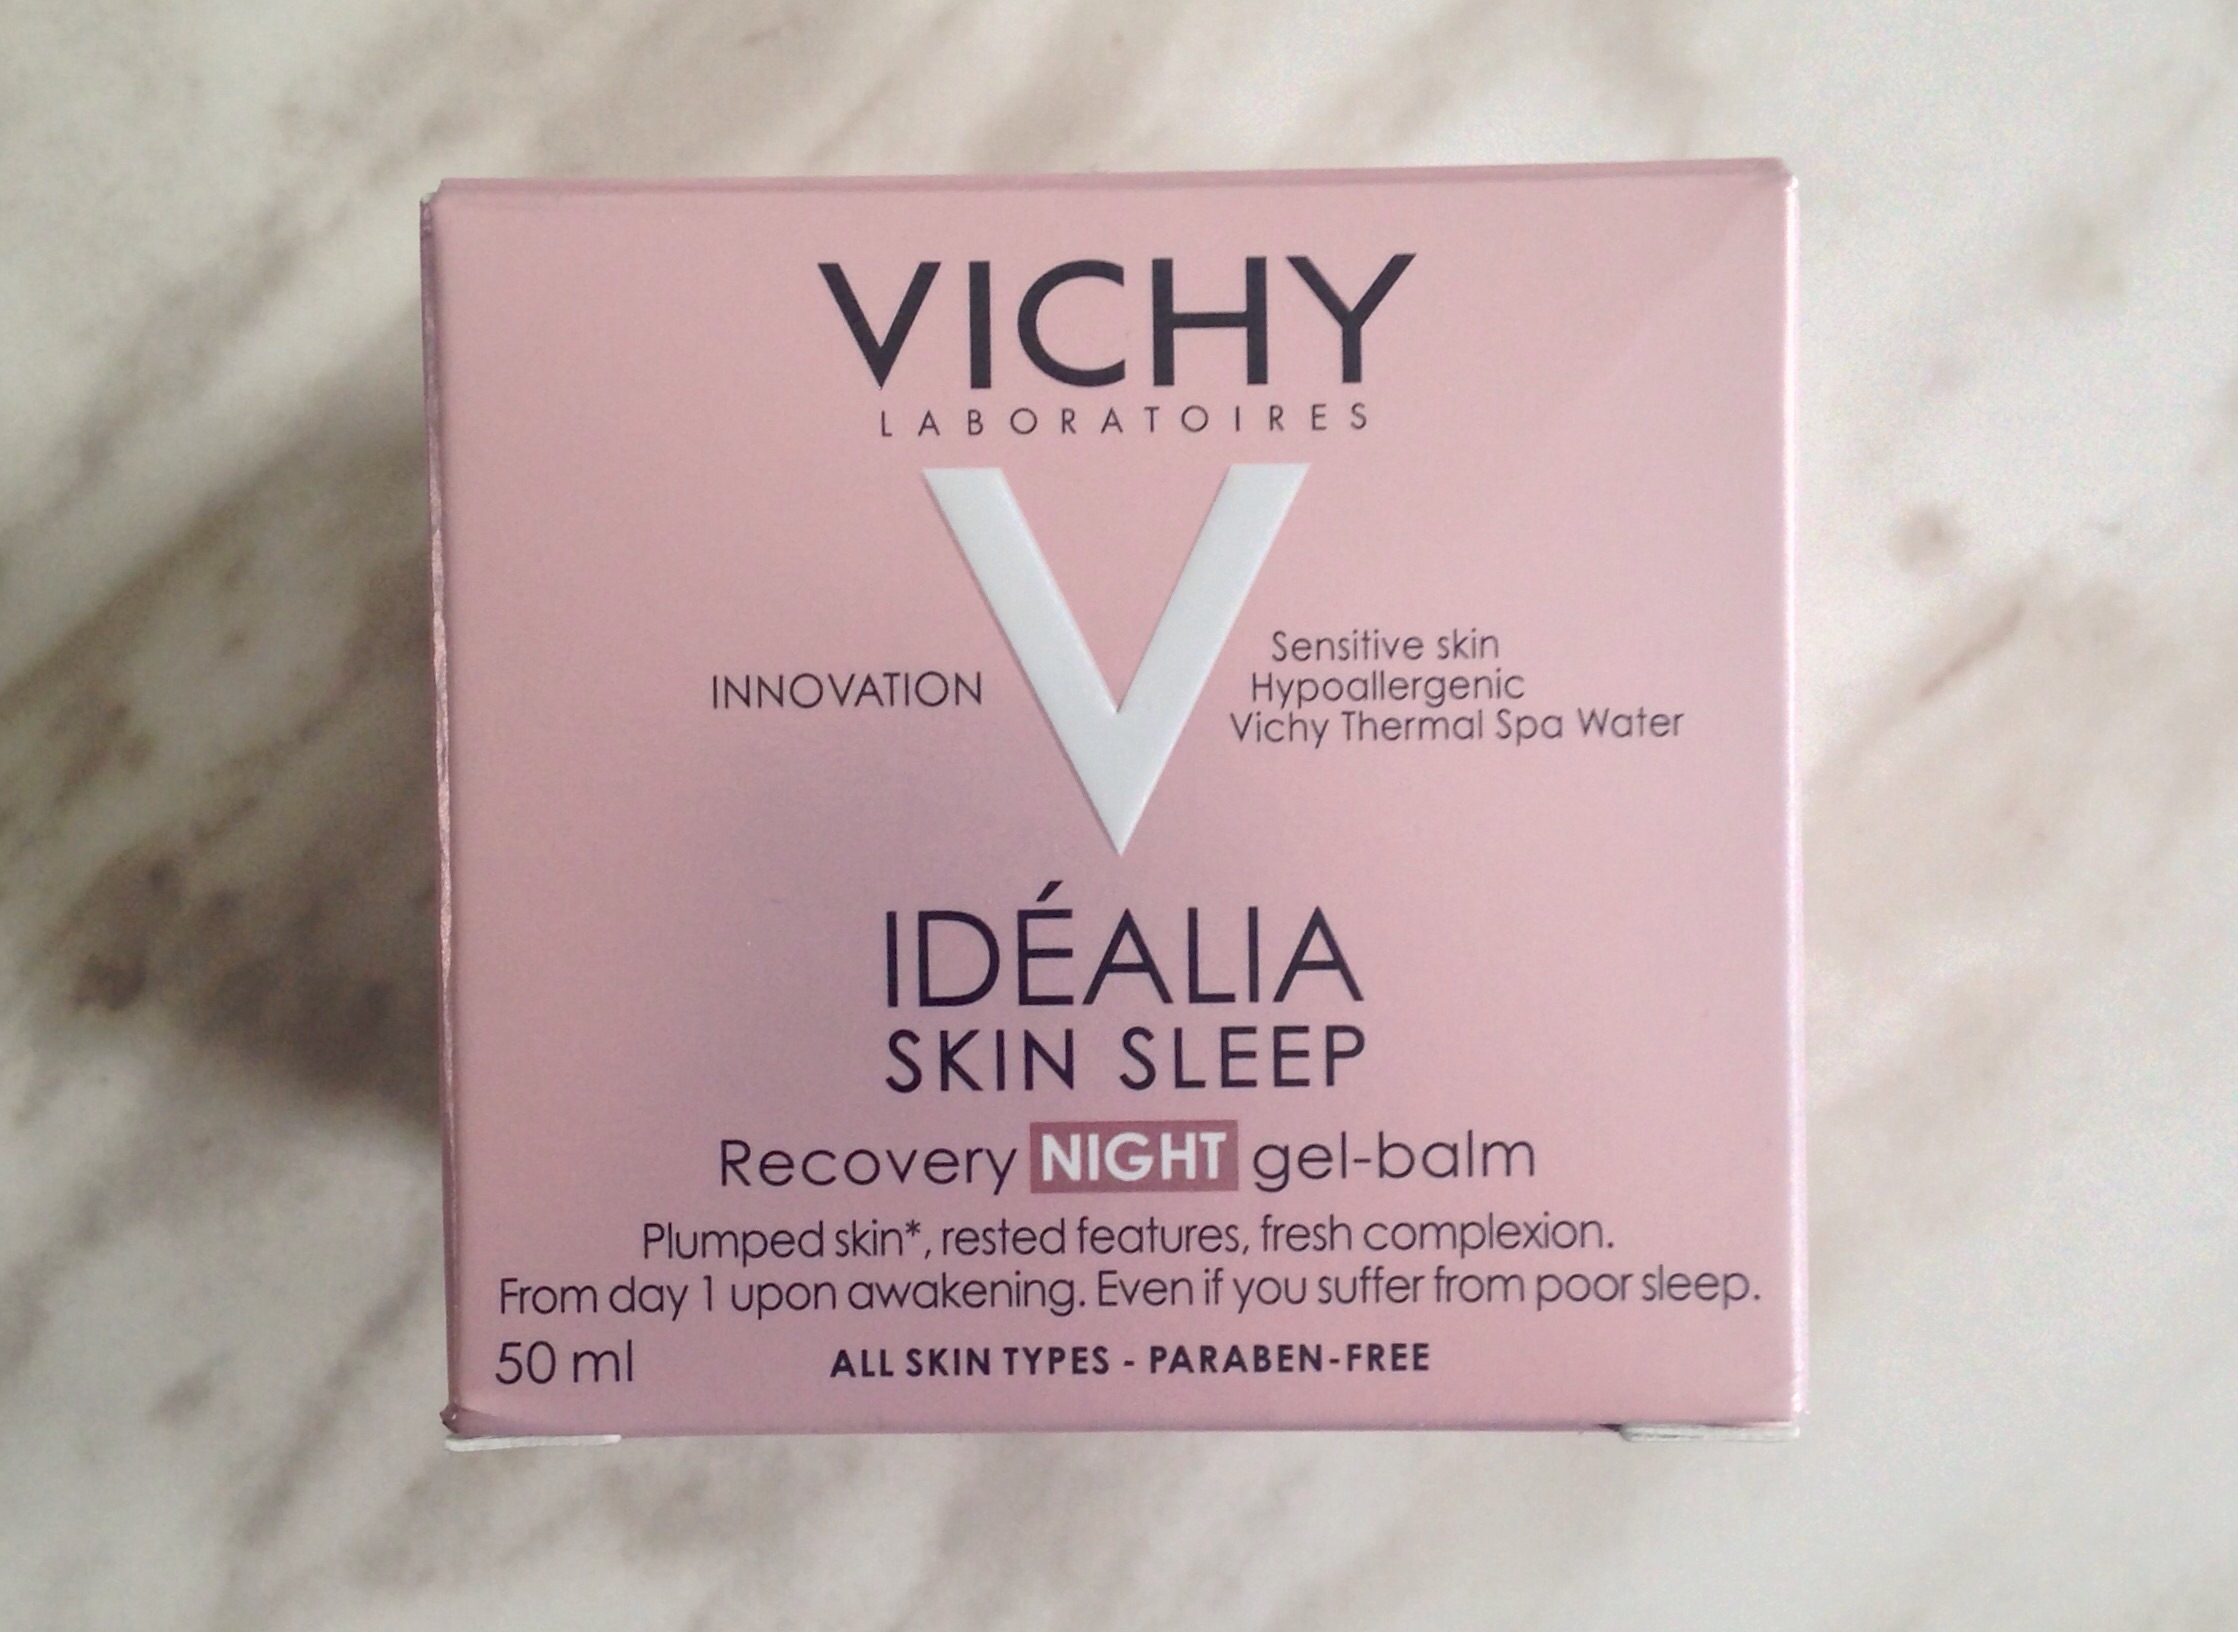 VICHY
LABORATOIRES
V
INNOVATION
Sensitive skin
Hypoallergenic
Vichy Thermal Spa Water
IDÉALIA
SKIN SLEEP
Recovery NIGHT gel-balm
Plumped skin*, rested features, fresh complexion.
From day 1 upon awakening. Even if you suffer from poor sleep.
50 ml
ALL SKIN TYPES - PARABEN-FREE